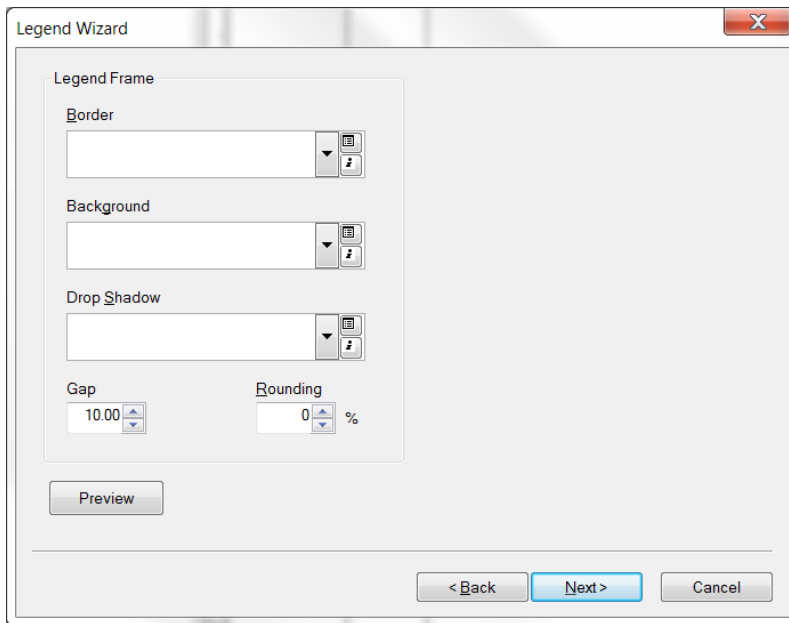 Legend Wizard
Legend Frame
Border
Background
Drop Shadow
Gap
Rounding
10.00
0 %
Preview
< Back
Next >
Cancel